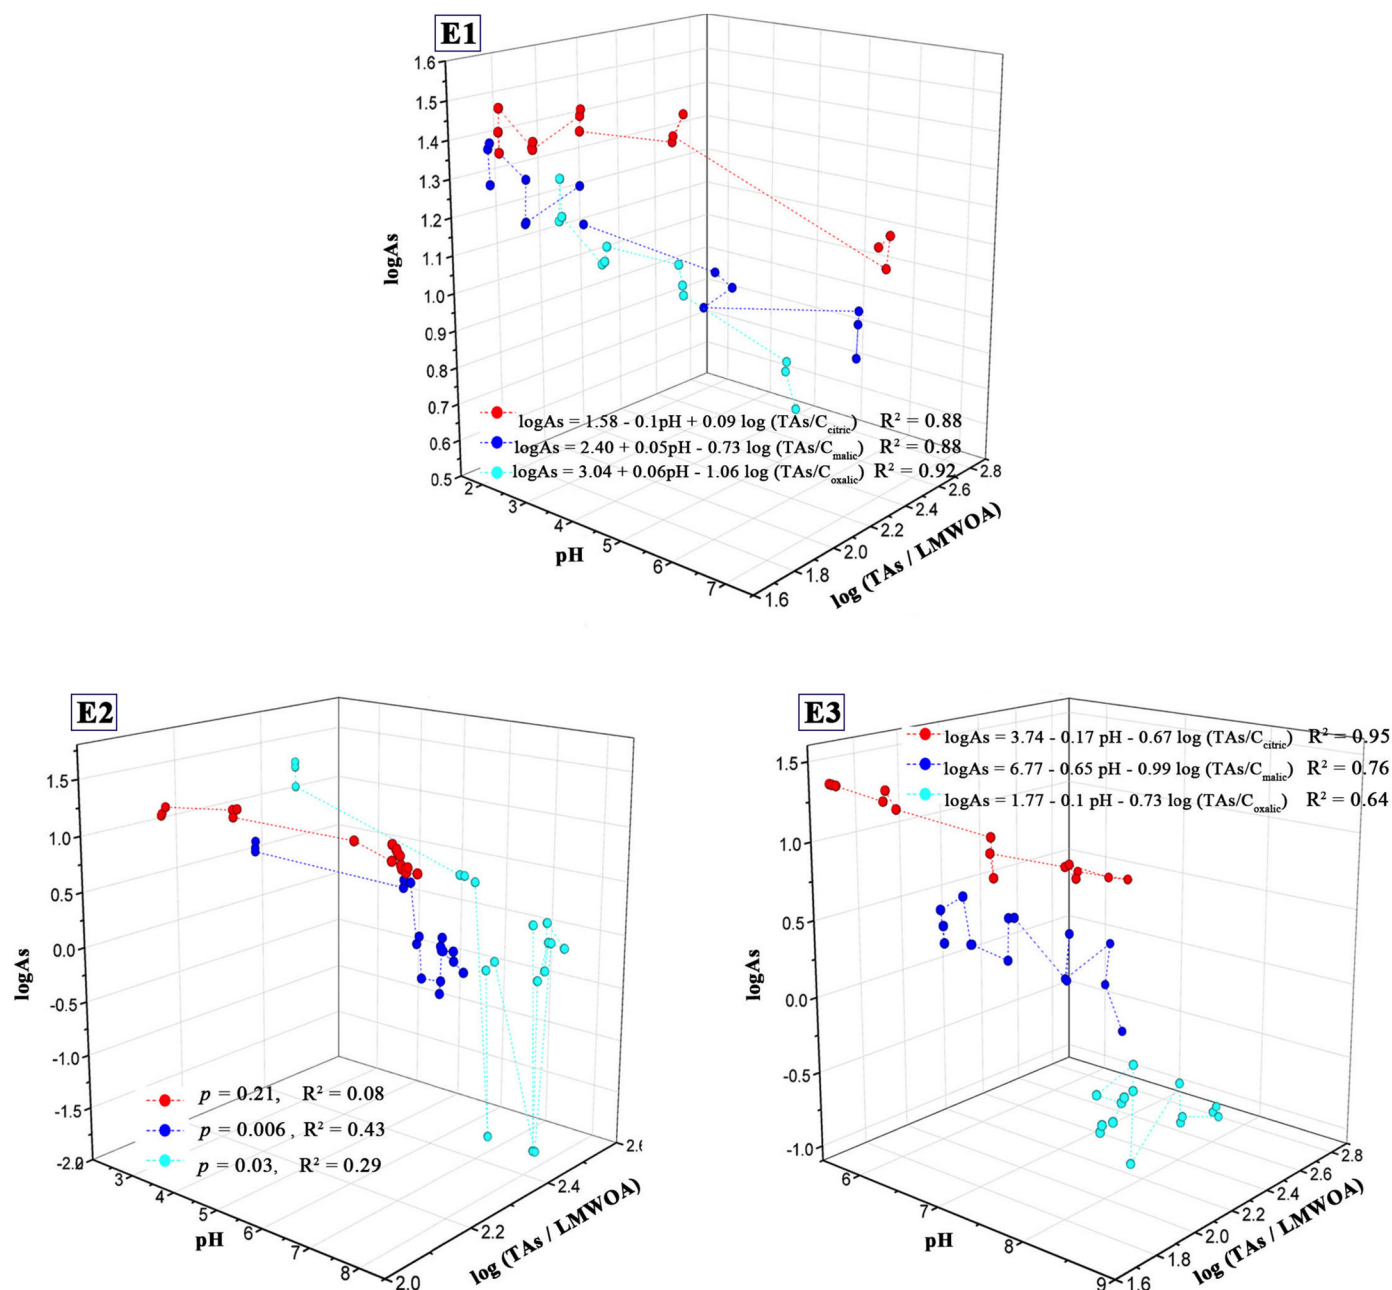 E1
1.6
1.5
1.4
1.3
1.2
1.1
1.0
0.9
0.8
0.7
0.6
0.5
logAs
logAs = 1.58 - 0.1pH + 0.09 log (TAs/Ccitric) R² = 0.88
logAs = 2.40 + 0.05pH - 0.73 log (TAs/Cmalic) R² = 0.88
logAs = 3.04 + 0.06pH - 1.06 log (TAs/Coxalic) R² = 0.92
2 3 4 5 6 7
pH
1.6 1.8 2.0 2.2 2.4 2.6 2.8
log (TAs / LMWOA)
E2
1.5
1.0
0.5
0.0
-0.5
-1.0
-1.5
-2.0
logAs
p = 0.21, R² = 0.08
p = 0.006, R² = 0.43
p = 0.03, R² = 0.29
3 4 5 6 7 8
pH
2.0 2.2 2.4 2.6
log (TAs / LMWOA)
E3
logAs = 3.74 - 0.17 pH - 0.67 log (TAs/Ccitric) R² = 0.95
logAs = 6.77 - 0.65 pH - 0.99 log (TAs/Cmalic) R² = 0.76
logAs = 1.77 - 0.1 pH - 0.73 log (TAs/Coxalic) R² = 0.64
1.5
1.0
0.5
0.0
-0.5
-1.0
logAs
6 7 8 9
pH
1.6 1.8 2.0 2.2 2.4 2.6 2.8
log (TAs / LMWOA)